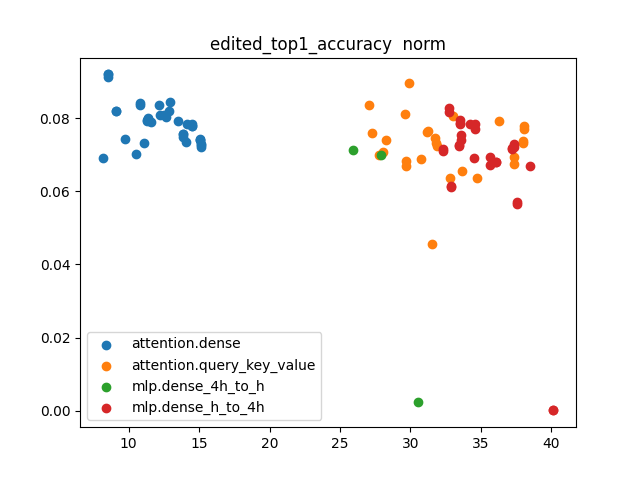 edited_top1_accuracy  norm
0.08
0.06
0.04
0.02
0.00
attention.dense
attention.query_key_value
mlp.dense_4h_to_h
mlp.dense_h_to_4h
10 15 20 25 30 35 40